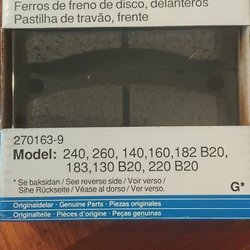 Ferros de freno de disco, delanteros
Pastilha de travão, frente
270163-9
Model: 240, 260, 140,160,182 B20,
183,130 B20, 220 B20
* Se baksidan / See reverse side / Voir verso /
Sihe Rückseite / Véase al dorso / Ver verso /
G*
Originaldelar - Genuine Parts - Piezas originales
Originalteile - Pièces d'origine - Peças genuinas